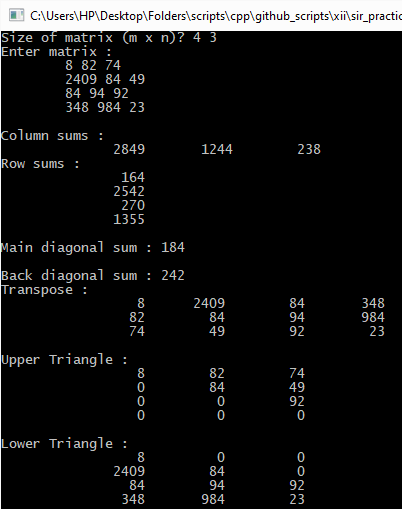 C:\Users\HP\Desktop\Folders\scripts\cpp\github_scripts\xii\sir_practic
Size of matrix (m x n)? 4 3
Enter matrix :
8 82 74
2409 84 49
84 94 92
348 984 23
Column sums :
2849 1244 238
Row sums :
164
2542
270
1355
Main diagonal sum : 184
Back diagonal sum : 242
Transpose :
8 2409 84 348
82 84 94 984
74 49 92 23
Upper Triangle :
8 82 74
0 84 49
0 0 92
0 0 0
Lower Triangle :
8 0 0
2409 84 0
84 94 92
348 984 23